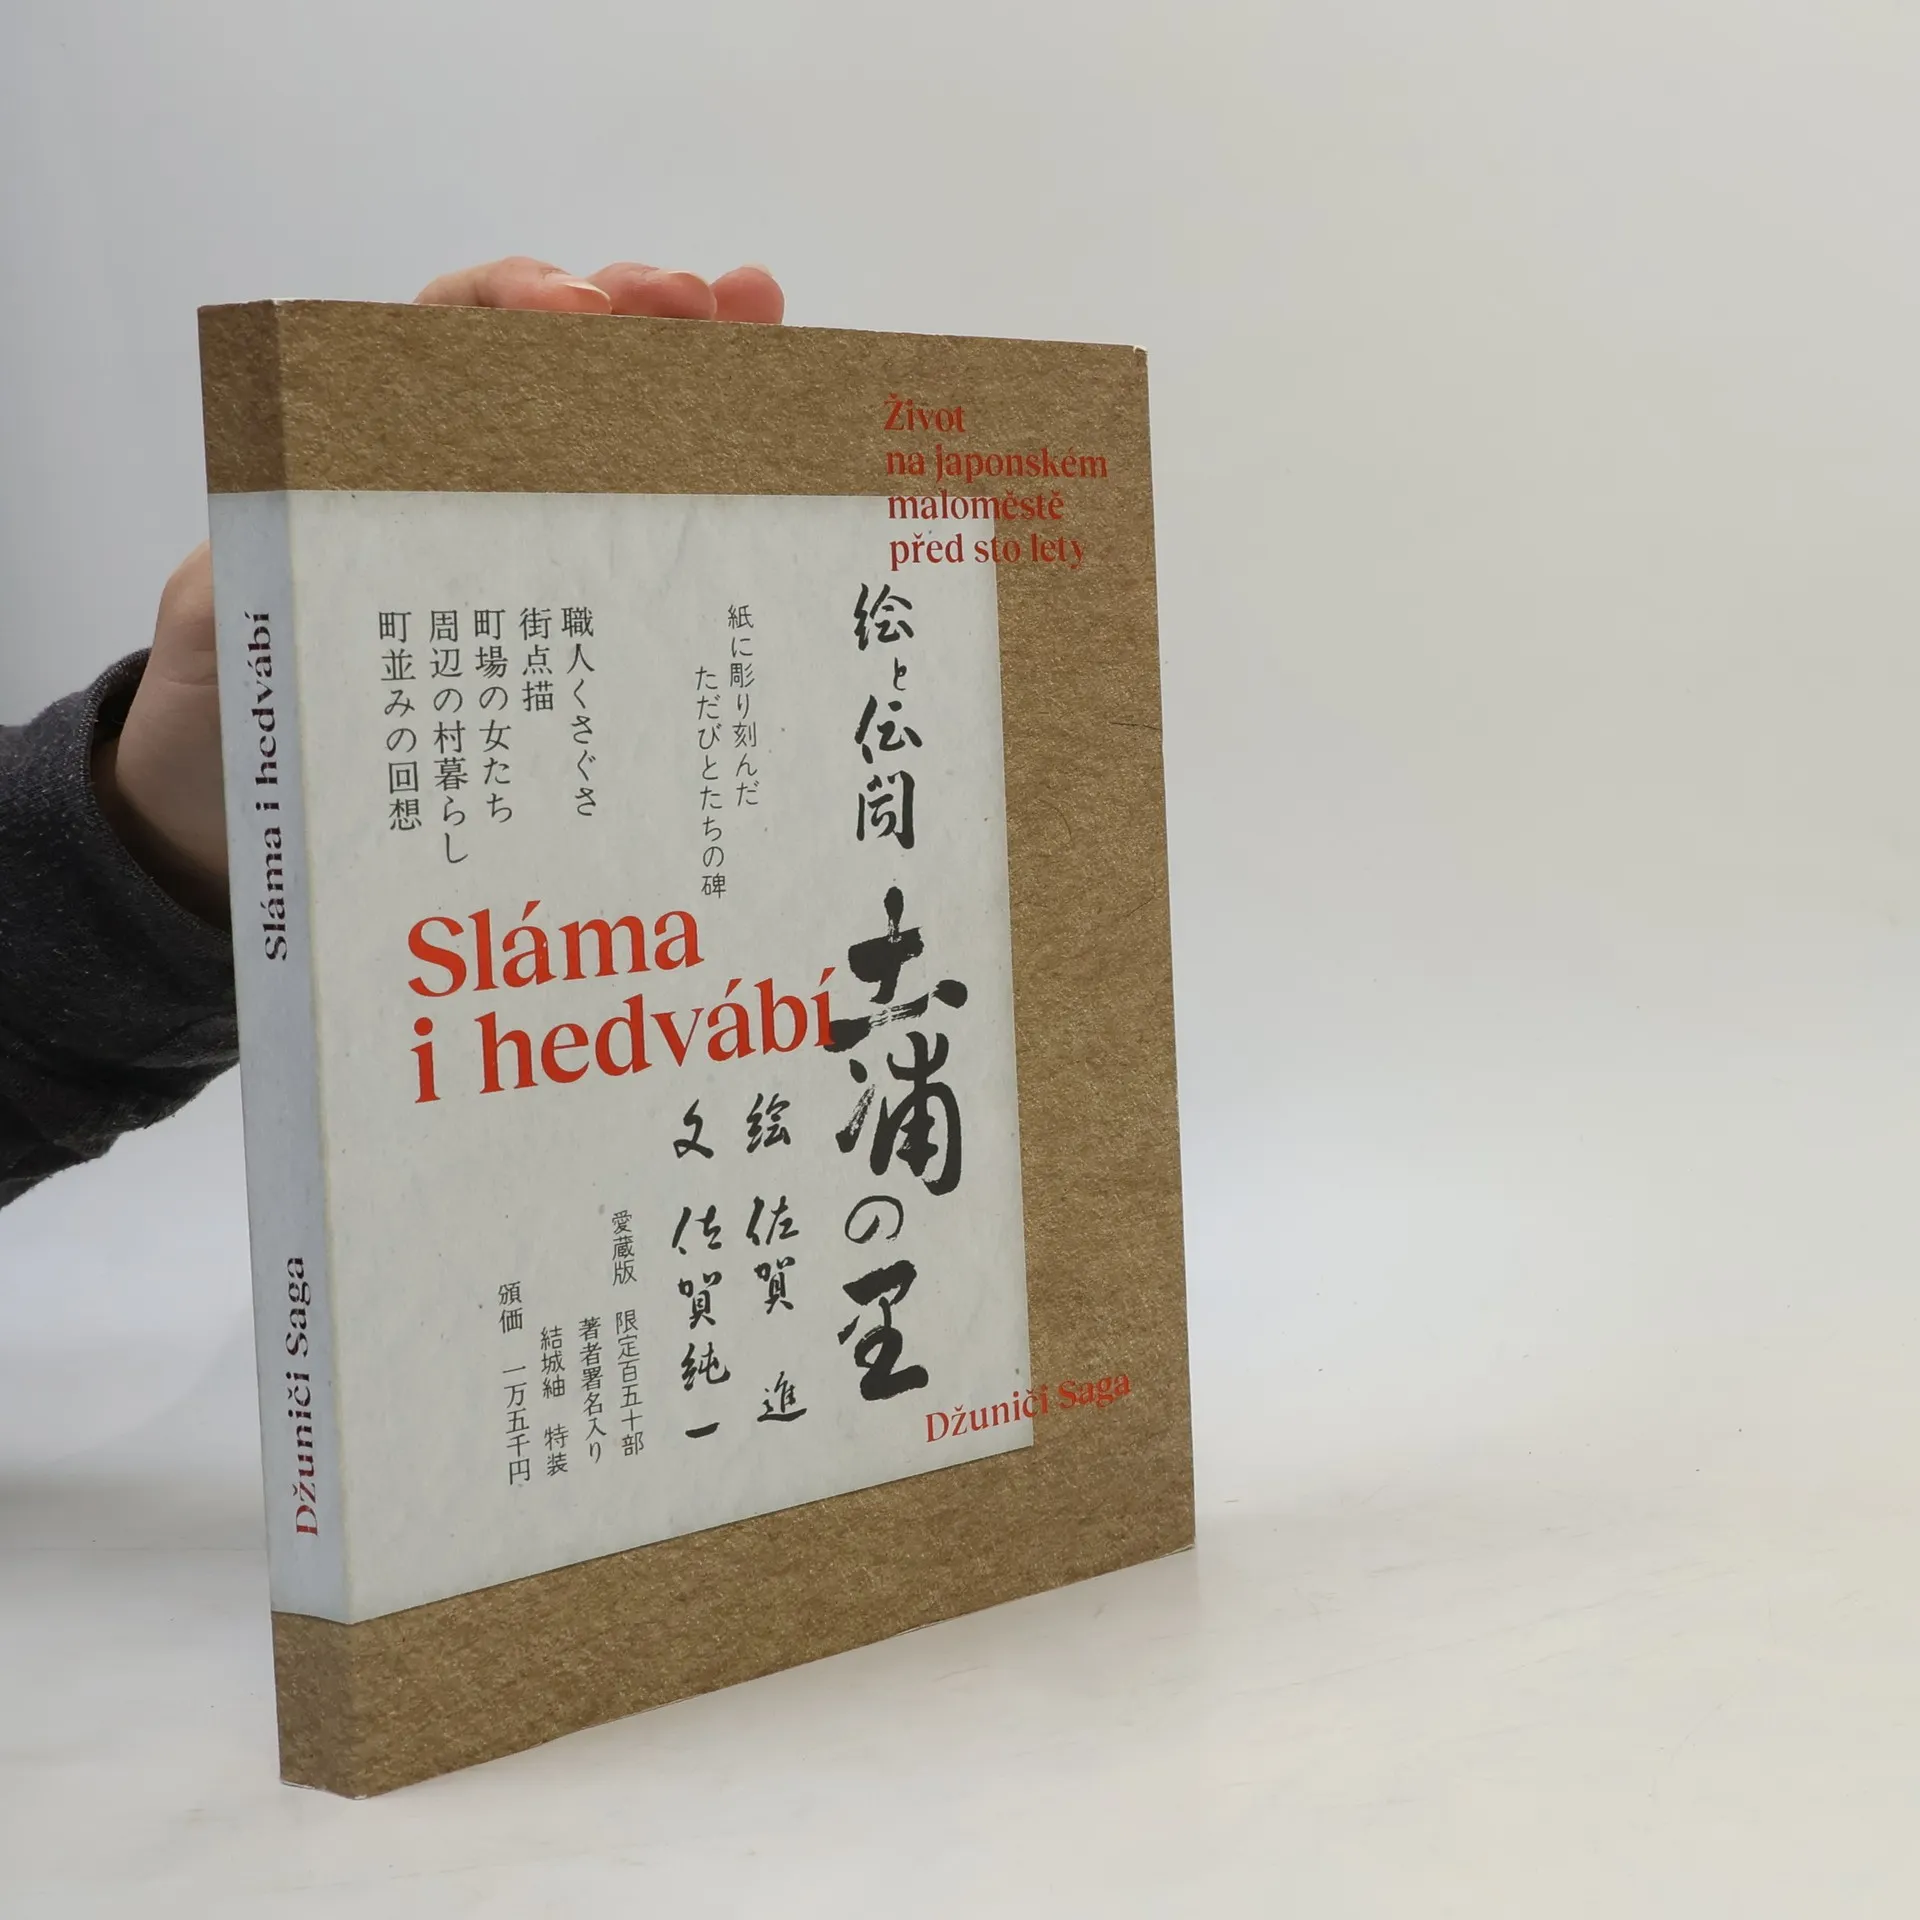 Život
na japonském
maloměstě
před sto lety
絵と伝聞 土浦の里
紙に彫り刻んだ
ただびとたちの碑
職人くさぐさ
街点描
町場の女たち
周辺の村暮らし
町並みの回想
Sláma
i hedvábí
絵 佐賀 進
文 佐賀純一
愛蔵版 限定百五十部
著者署名入り
結城紬 特装
頒価 一万五千円
Džuniči Saga
Sláma i hedvábí
Džuniči Saga